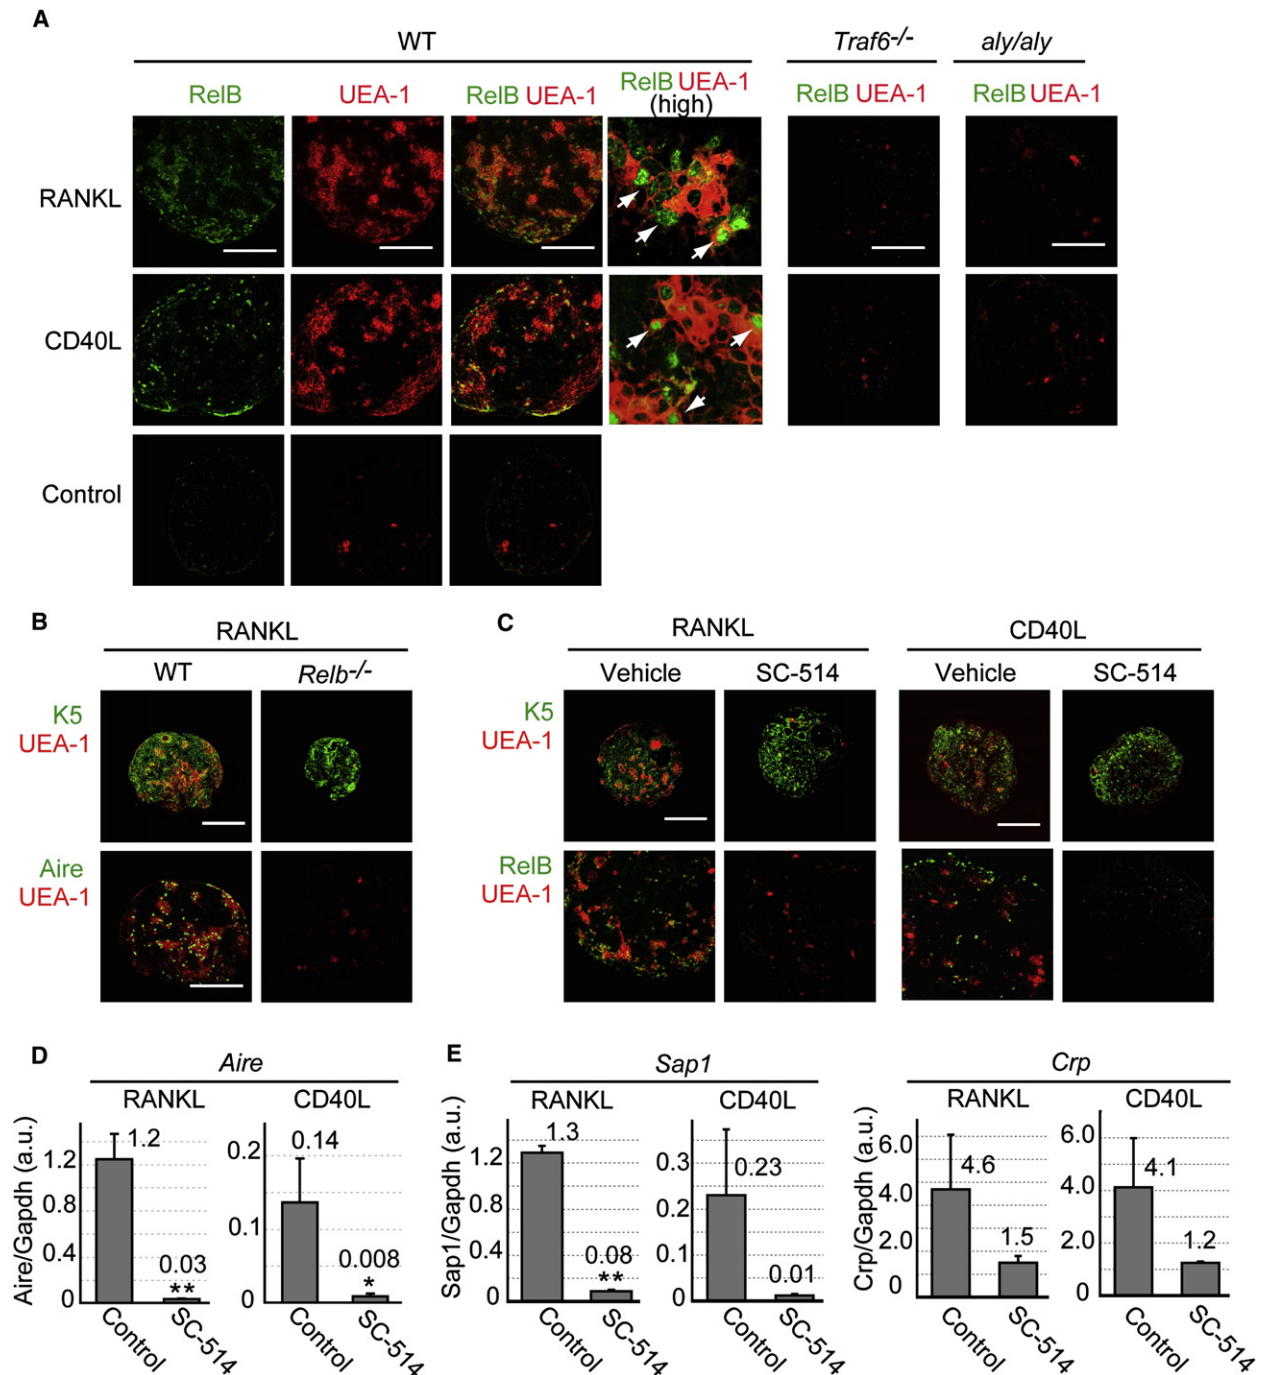 A
WT
Traf6-/-
aly/aly
RelB
UEA-1
RelB UEA-1
RelB UEA-1
(high)
RelB UEA-1
RelB UEA-1
RANKL
CD40L
Control
B
RANKL
WT
Relb-/-
K5
UEA-1
Aire
UEA-1
C
RANKL
CD40L
Vehicle
SC-514
Vehicle
SC-514
K5
UEA-1
RelB
UEA-1
D
Aire
RANKL
CD40L
Aire/Gapdh (a.u.)
1.2
0.8
0.4
0
1.2
0.03
**
Control
SC-514
0.2
0.1
0
0.14
0.008
*
Control
SC-514
E
Sap1
RANKL
CD40L
Sap1/Gapdh (a.u.)
1.2
0.8
0.4
0
1.3
0.08
**
Control
SC-514
0.3
0.2
0.1
0
0.23
0.01
Control
SC-514
Crp
RANKL
CD40L
Crp/Gapdh (a.u.)
6.0
4.0
2.0
0
4.6
1.5
Control
SC-514
6.0
4.0
2.0
0
4.1
1.2
Control
SC-514